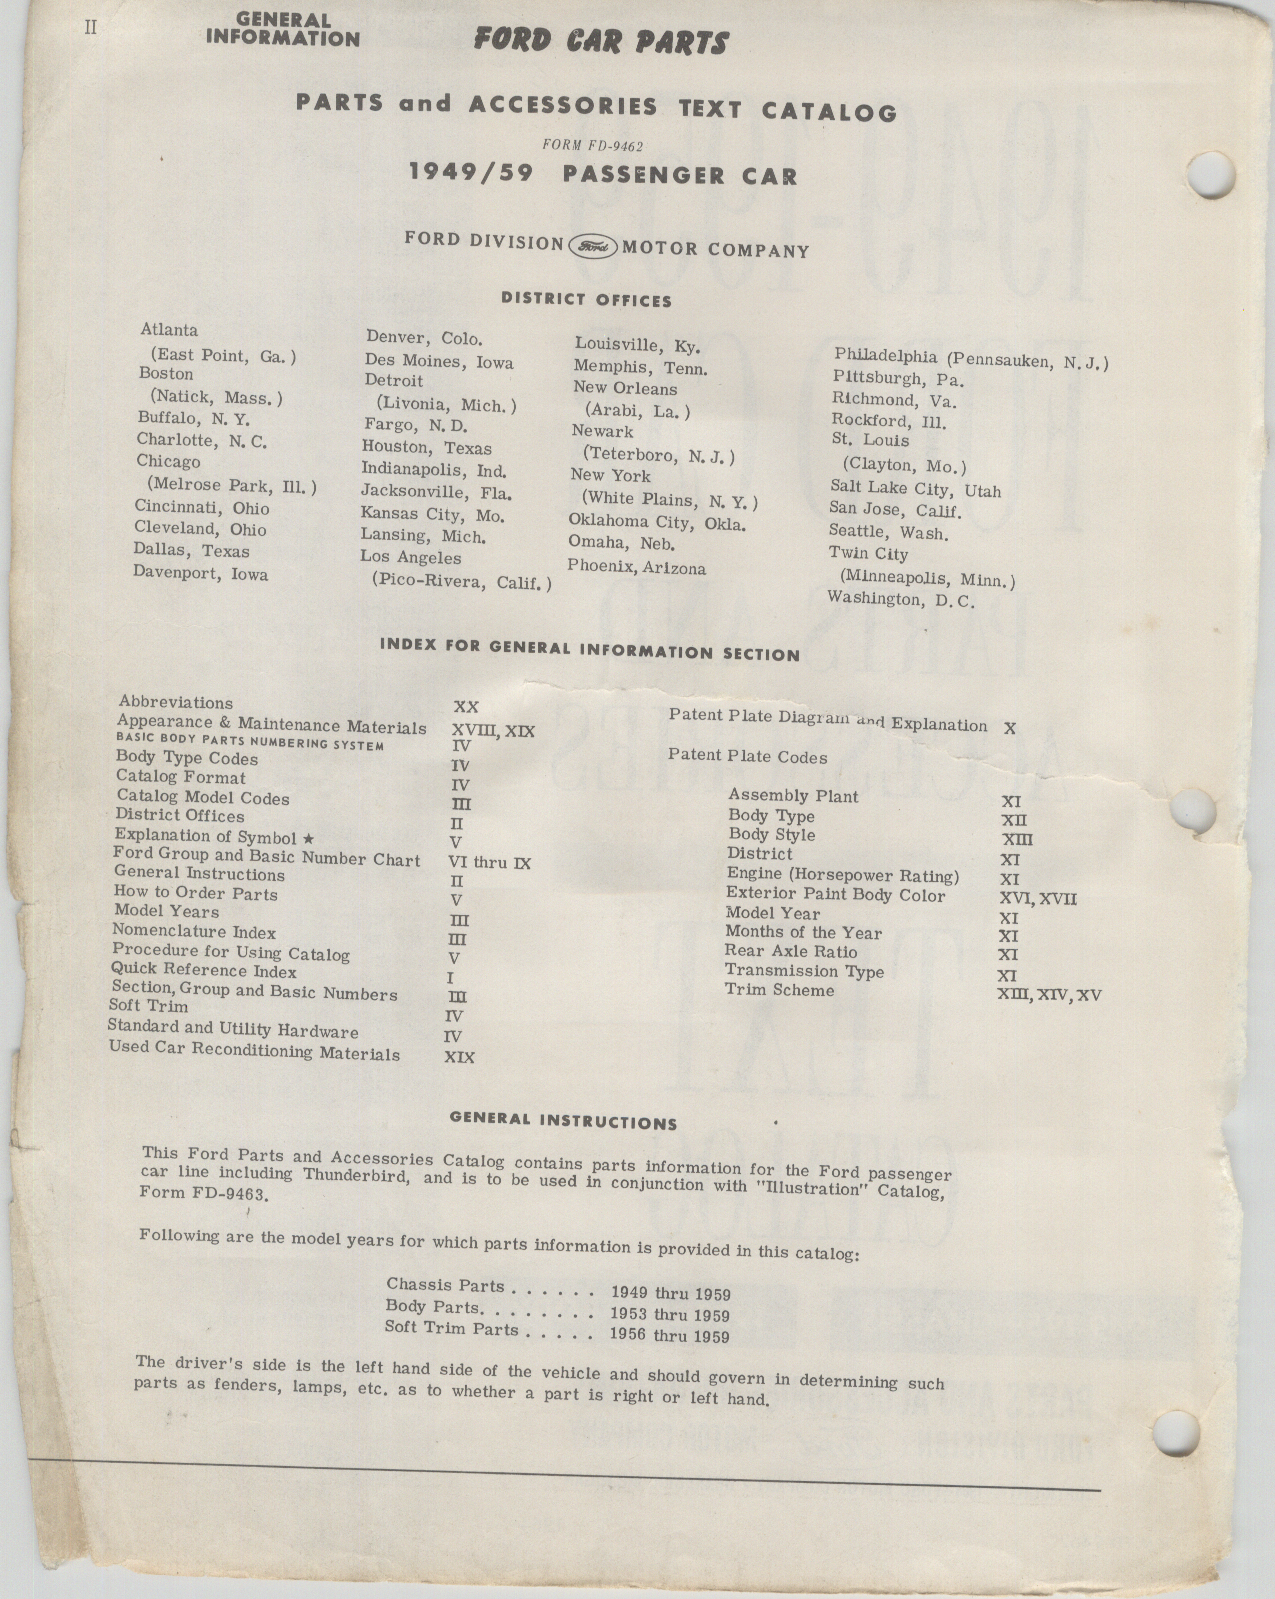 II
GENERAL
INFORMATION
FORD CAR PARTS
PARTS and ACCESSORIES TEXT CATALOG
FORM FD-9462
1949/59 PASSENGER CAR
FORD DIVISION Ford MOTOR COMPANY
DISTRICT OFFICES
Atlanta
(East Point, Ga.)
Boston
(Natick, Mass.)
Buffalo, N. Y.
Charlotte, N. C.
Chicago
(Melrose Park, Ill.)
Cincinnati, Ohio
Cleveland, Ohio
Dallas, Texas
Davenport, Iowa
Denver, Colo.
Des Moines, Iowa
Detroit
(Livonia, Mich.)
Fargo, N. D.
Houston, Texas
Indianapolis, Ind.
Jacksonville, Fla.
Kansas City, Mo.
Lansing, Mich.
Los Angeles
(Pico-Rivera, Calif.)
Louisville, Ky.
Memphis, Tenn.
New Orleans
(Arabi, La.)
Newark
(Teterboro, N. J.)
New York
(White Plains, N. Y.)
Oklahoma City, Okla.
Omaha, Neb.
Phoenix, Arizona
Philadelphia (Pennsauken, N. J.)
Pittsburgh, Pa.
Richmond, Va.
Rockford, Ill.
St. Louis
(Clayton, Mo.)
Salt Lake City, Utah
San Jose, Calif.
Seattle, Wash.
Twin City
(Minneapolis, Minn.)
Washington, D. C.
INDEX FOR GENERAL INFORMATION SECTION
Abbreviations XX
Appearance & Maintenance Materials XVIII, XIX
BASIC BODY PARTS NUMBERING SYSTEM IV
Body Type Codes IV
Catalog Format IV
Catalog Model Codes III
District Offices II
Explanation of Symbol ★ V
Ford Group and Basic Number Chart VI thru IX
General Instructions II
How to Order Parts V
Model Years III
Nomenclature Index III
Procedure for Using Catalog V
Quick Reference Index I
Section, Group and Basic Numbers III
Soft Trim IV
Standard and Utility Hardware IV
Used Car Reconditioning Materials XIX
Patent Plate Diagram and Explanation X
Patent Plate Codes
Assembly Plant XI
Body Type XII
Body Style XIII
District XI
Engine (Horsepower Rating) XI
Exterior Paint Body Color XVI, XVII
Model Year XI
Months of the Year XI
Rear Axle Ratio XI
Transmission Type XI
Trim Scheme XIII, XIV, XV
GENERAL INSTRUCTIONS
This Ford Parts and Accessories Catalog contains parts information for the Ford passenger
car line including Thunderbird, and is to be used in conjunction with "Illustration" Catalog,
Form FD-9463.
Following are the model years for which parts information is provided in this catalog:
Chassis Parts . . . . . . 1949 thru 1959
Body Parts. . . . . . . . 1953 thru 1959
Soft Trim Parts . . . . . 1956 thru 1959
The driver's side is the left hand side of the vehicle and should govern in determining such
parts as fenders, lamps, etc. as to whether a part is right or left hand.